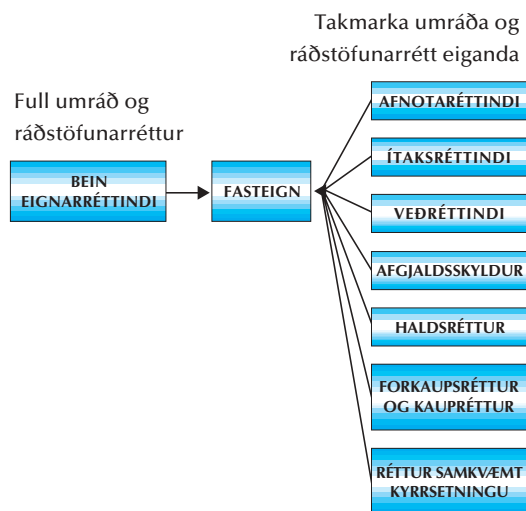 Takmarka umráða og
ráðstöfunarrétt eiganda
Full umráð og
ráðstöfunarréttur
BEIN
EIGNARRÉTTINDI
FASTEIGN
AFNOTARÉTTINDI
ÍTAKSRÉTTINDI
VEÐRÉTTINDI
AFGJALDSSKYLDUR
HALDSRÉTTUR
FORKAUPSRÉTTUR
OG KAUPRÉTTUR
RÉTTUR SAMKVÆMT
KYRRSETNINGU